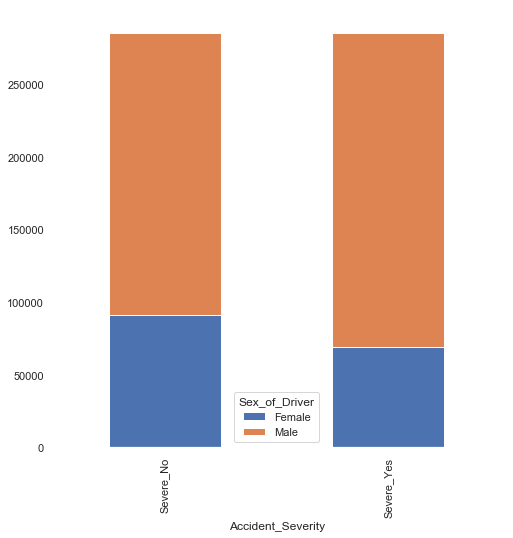 250000
200000
150000
100000
50000
0
Sex_of_Driver
Female
Male
Severe_No
Severe_Yes
Accident_Severity